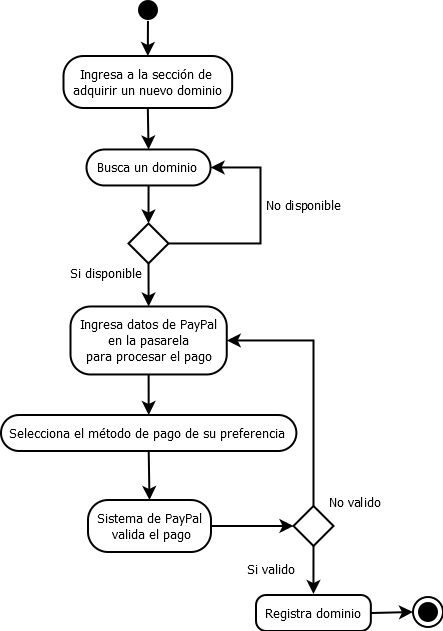 Ingresa a la sección de
adquirir un nuevo dominio
Busca un dominio
No disponible
Si disponible
Ingresa datos de PayPal
en la pasarela
para procesar el pago
Selecciona el método de pago de su preferencia
No valido
Sistema de PayPal
valida el pago
Si valido
Registra dominio